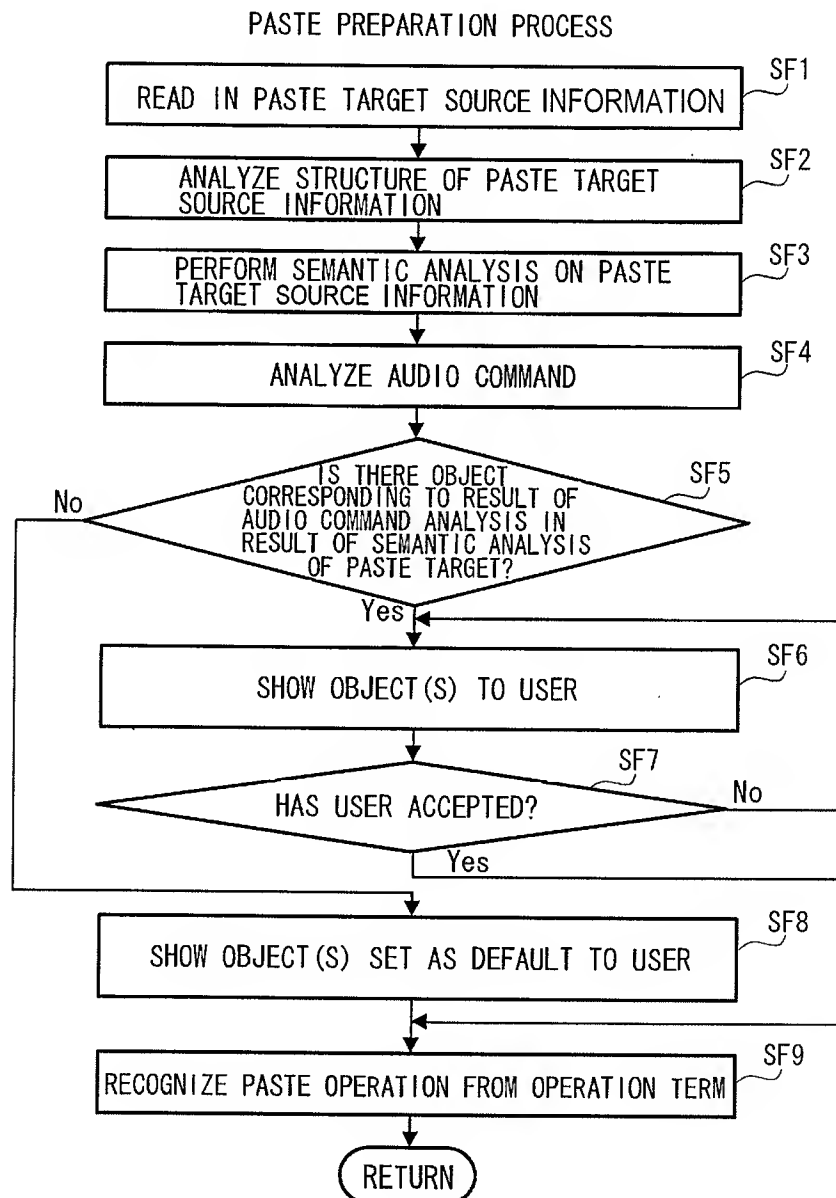 PASTE PREPARATION PROCESS
SF1
READ IN PASTE TARGET SOURCE INFORMATION
SF2
ANALYZE STRUCTURE OF PASTE TARGET
SOURCE INFORMATION
SF3
PERFORM SEMANTIC ANALYSIS ON PASTE
TARGET SOURCE INFORMATION
SF4
ANALYZE AUDIO COMMAND
SF5
IS THERE OBJECT
CORRESPONDING TO RESULT OF
AUDIO COMMAND ANALYSIS IN
RESULT OF SEMANTIC ANALYSIS
OF PASTE TARGET?
No
Yes
SF6
SHOW OBJECT(S) TO USER
SF7
HAS USER ACCEPTED?
No
Yes
SF8
SHOW OBJECT(S) SET AS DEFAULT TO USER
SF9
RECOGNIZE PASTE OPERATION FROM OPERATION TERM
RETURN